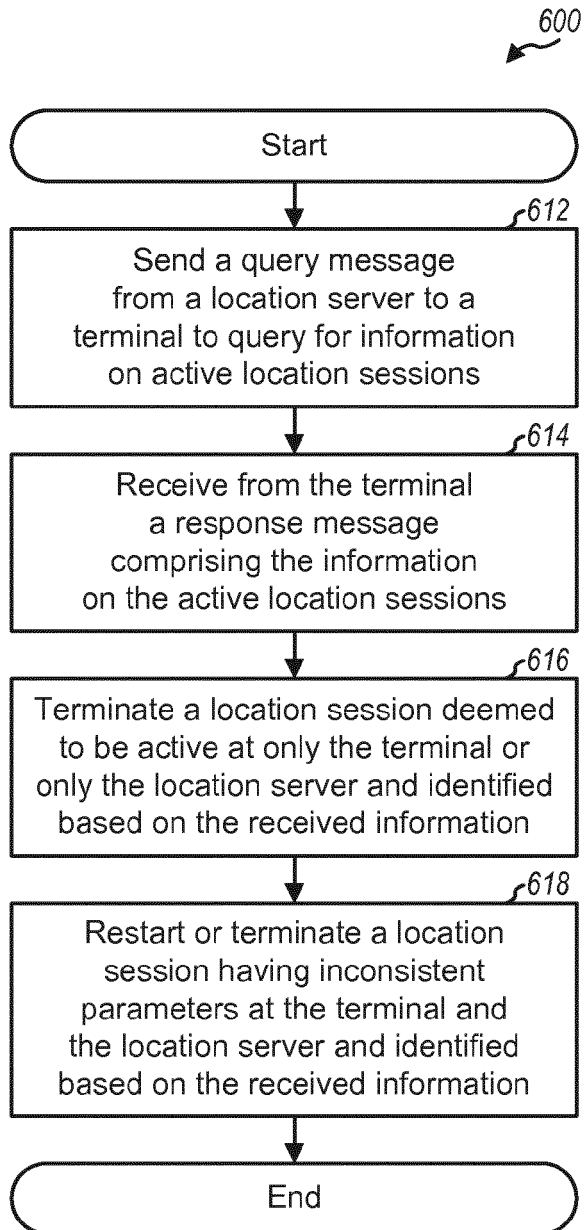 600
Start
612
Send a query message
from a location server to a
terminal to query for information
on active location sessions
614
Receive from the terminal
a response message
comprising the information
on the active location sessions
616
Terminate a location session deemed
to be active at only the terminal or
only the location server and identified
based on the received information
618
Restart or terminate a location
session having inconsistent
parameters at the terminal and
the location server and identified
based on the received information
End